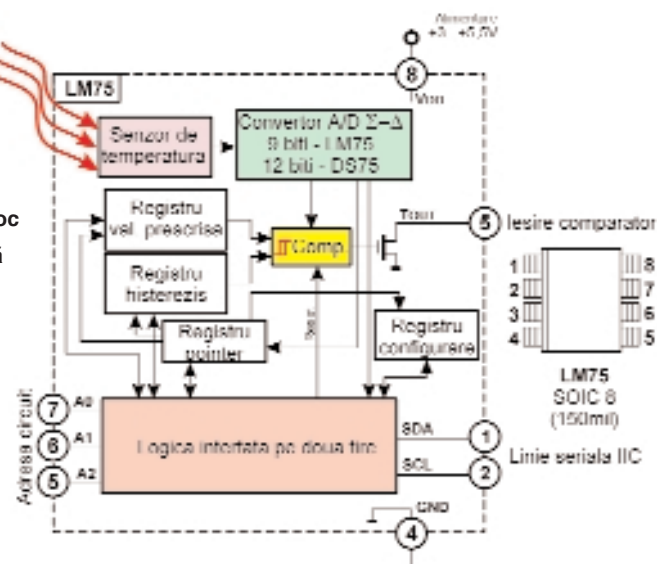 Alimentare
+3 +5,5V
8
LM75
Senzor de
temperatura
Convertor A/D Σ-Δ
9 biti - LM75
12 biti - DS75
oc
Registru
val prescrise
Comp
Tout
5
Iesire comparator
Registru
histerezis
Registru
pointer
Registru
configurare
1
2
3
4
8
7
6
5
LM75
SOIC 8
(150mil)
Adresa circuit
7
A0
6
A1
5
A2
Logica interfata pe doua fire
SDA
1
SCL
2
Linie seriala IIC
GND
4